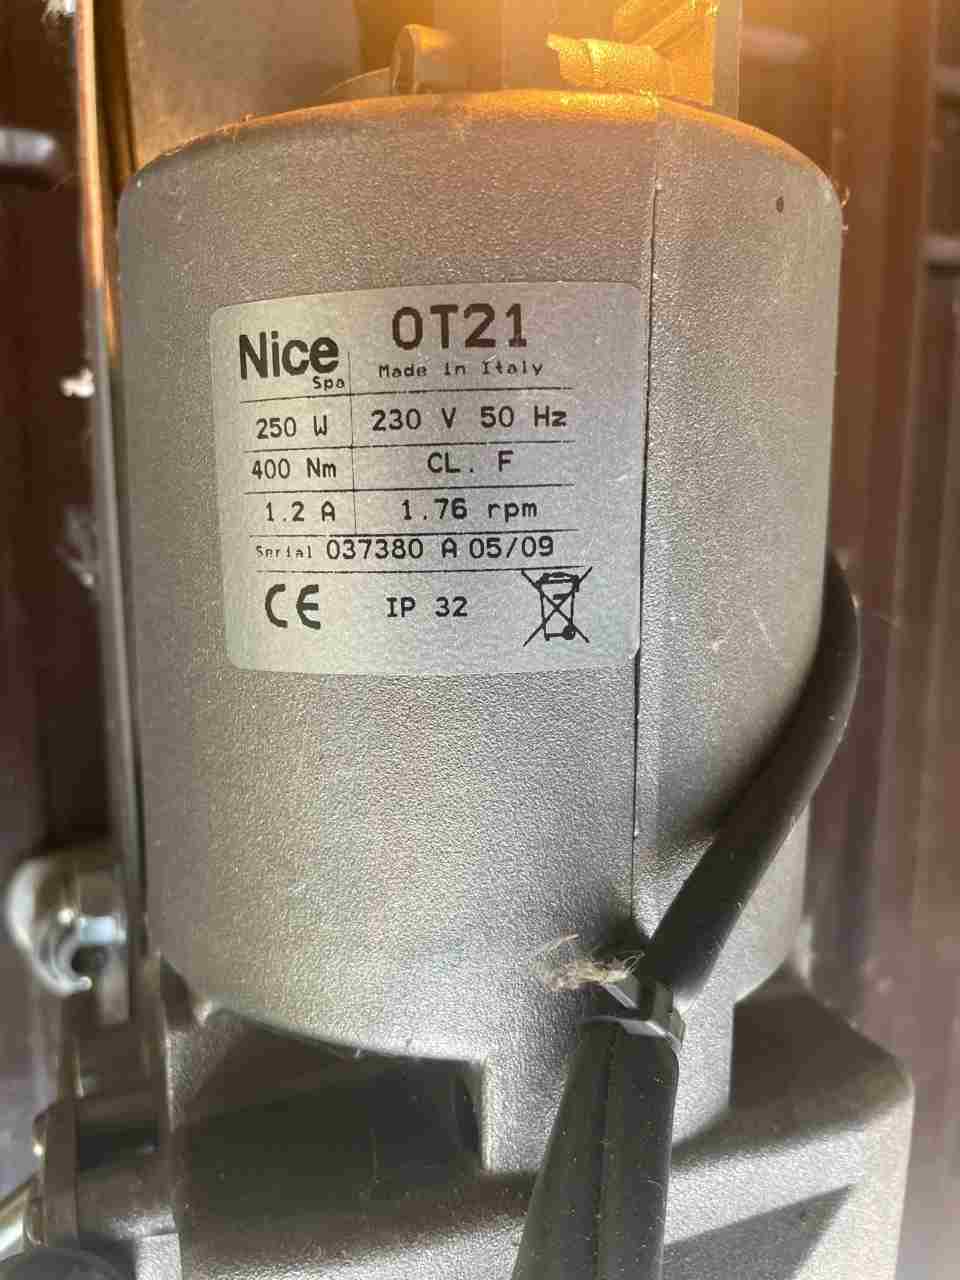 Nice OT21
Spa Made in Italy
250 W 230 V 50 Hz
400 Nm CL. F
1.2 A 1.76 rpm
Serial 037380 A 05/09
CE IP 32